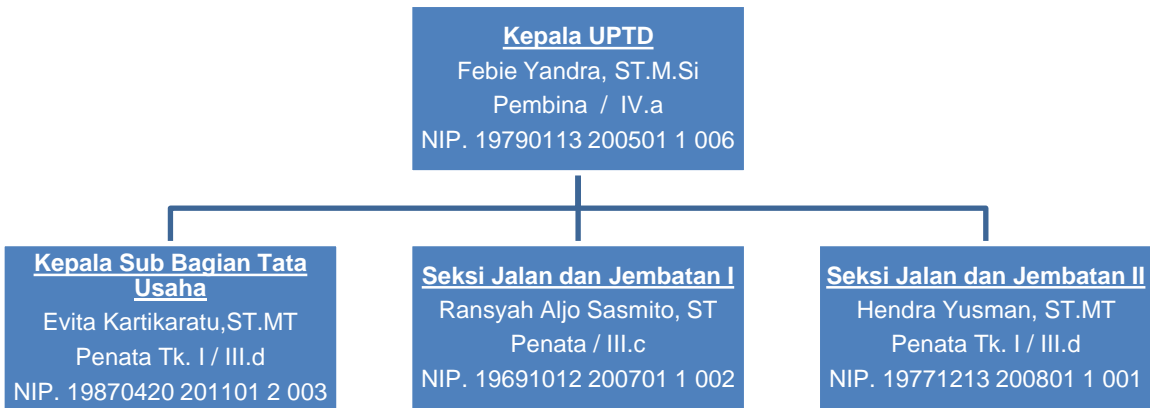 Kepala UPTD
Febie Yandra, ST.M.Si
Pembina / IV.a
NIP. 19790113 200501 1 006
Kepala Sub Bagian Tata
Usaha
Evita Kartikaratu,ST.MT
Penata Tk. I / III.d
NIP. 19870420 201101 2 003
Seksi Jalan dan Jembatan I
Ransyah Aljo Sasmito, ST
Penata / III.c
NIP. 19691012 200701 1 002
Seksi Jalan dan Jembatan II
Hendra Yusman, ST.MT
Penata Tk. I / III.d
NIP. 19771213 200801 1 001